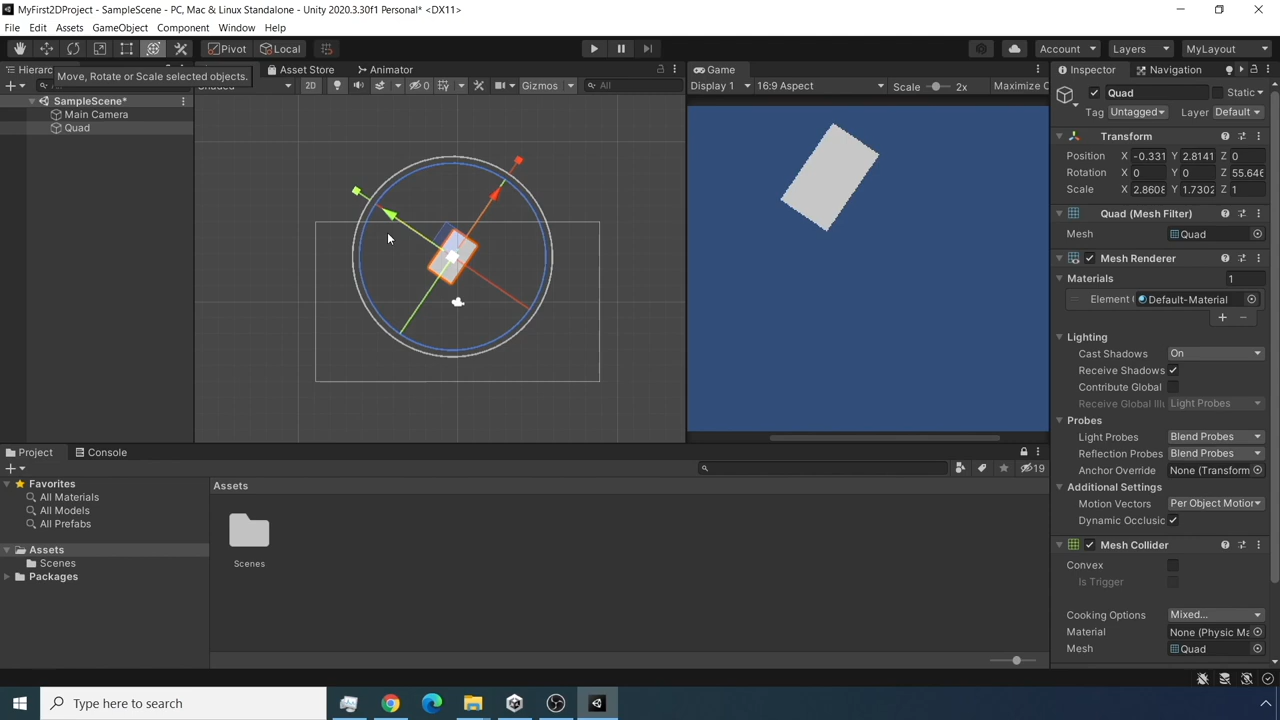 MyFirst2DProject - SampleScene - PC, Mac & Linux Standalone - Unity 2020.3.30f1 Personal* <DX11>
File Edit Assets GameObject Component Window Help
Pivot Local Account Layers MyLayout
Hierarc Asset Store Animator Game Inspector Navigation
Move, Rotate or Scale selected objects.
2D 0 Gizmos All Display 1 16:9 Aspect Scale 2x Maximize O
Quad Static
SampleScene*
Main Camera
Quad
Tag Untagged Layer Default
Transform
Position X -0.331 Y 2.8141 Z 0
Rotation X 0 Y 0 Z 55.646
Scale X 2.8608 Y 1.7302 Z 1
Quad (Mesh Filter)
Mesh Quad
Mesh Renderer
Materials 1
Element Default-Material
Lighting
Cast Shadows On
Receive Shadows
Contribute Global
Receive Global Illu Light Probes
Probes
Light Probes Blend Probes
Reflection Probes Blend Probes
Anchor Override None (Transform
Additional Settings
Motion Vectors Per Object Motion
Dynamic Occlusio
Mesh Collider
Convex
Is Trigger
Cooking Options Mixed...
Material None (Physic Ma
Mesh Quad
Project Console
19
Favorites
All Materials
All Models
All Prefabs
Assets
Scenes
Packages
Assets
Scenes
Type here to search